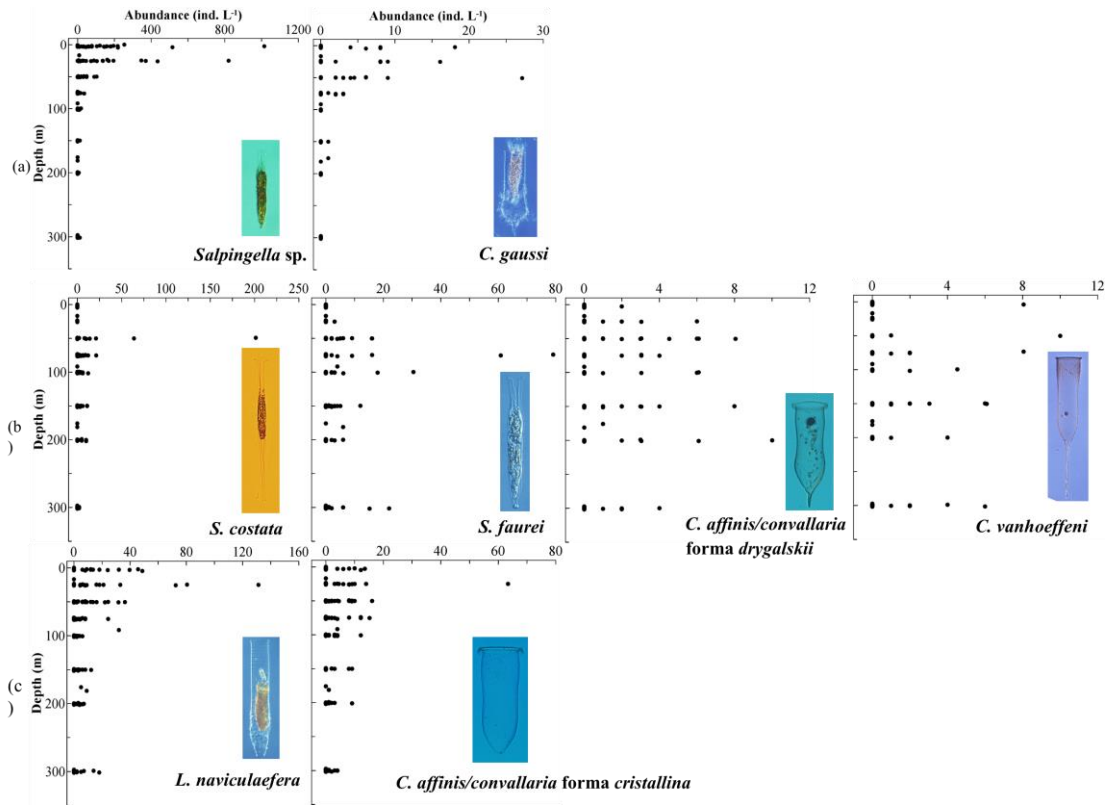 Abundance (ind. L⁻¹) Abundance (ind. L⁻¹)
0 400 800 1200 0 10 20 30
0
100
200
300
Depth (m)
(a)
Salpingella sp. C. gaussi
0 50 100 150 200 250 0 20 40 60 80 0 4 8 12 0 2 4 6 8 10 12
0
100
200
300
Depth (m)
(b
)
S. costata S. faurei C. affinis/convallaria C. vanhoeffeni
forma drygalskii
0 40 80 120 160 0 20 40 60 80
0
100
200
300
Depth (m)
(c
)
L. naviculaefera C. affinis/convallaria forma cristallina